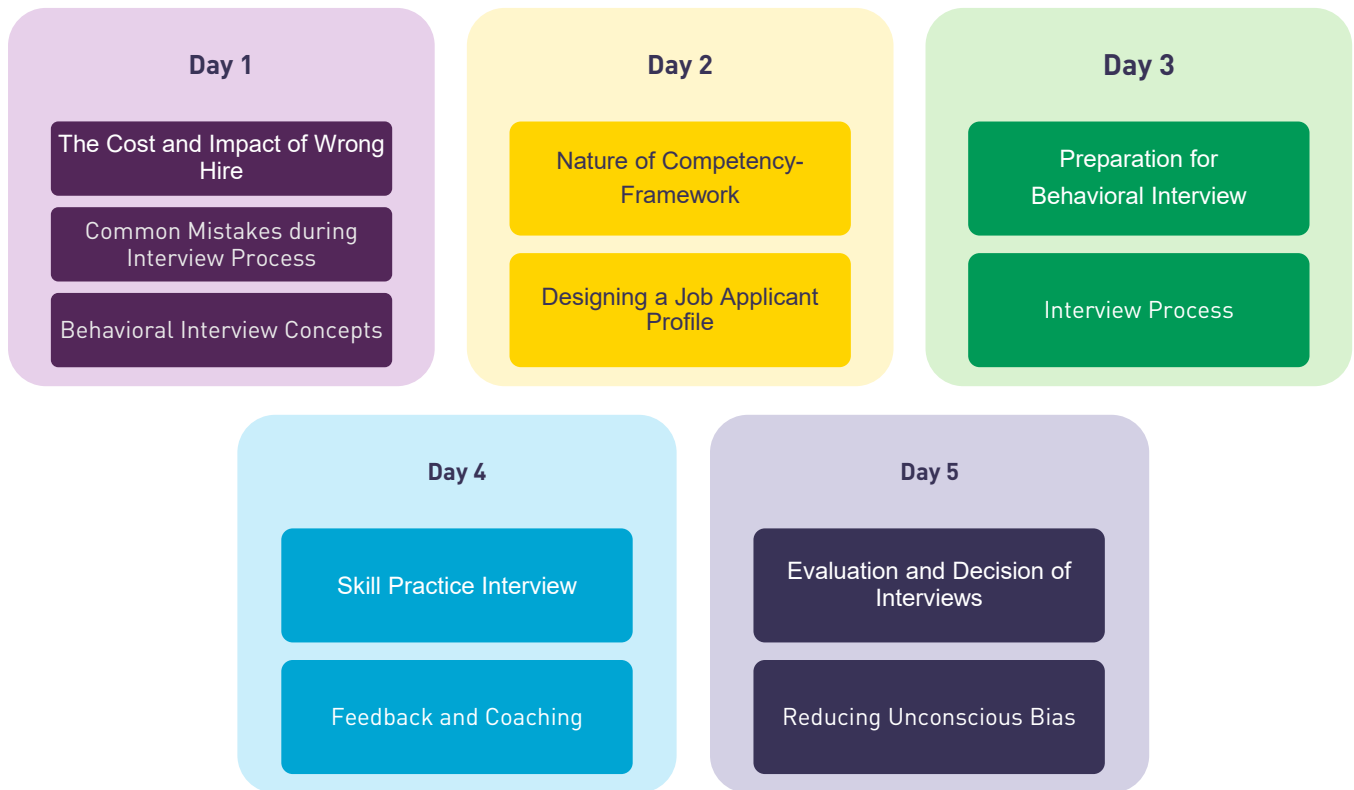 Day 1
The Cost and Impact of Wrong
Hire
Common Mistakes during
Interview Process
Behavioral Interview Concepts
Day 2
Nature of Competency-
Framework
Designing a Job Applicant
Profile
Day 3
Preparation for
Behavioral Interview
Interview Process
Day 4
Skill Practice Interview
Feedback and Coaching
Day 5
Evaluation and Decision of
Interviews
Reducing Unconscious Bias